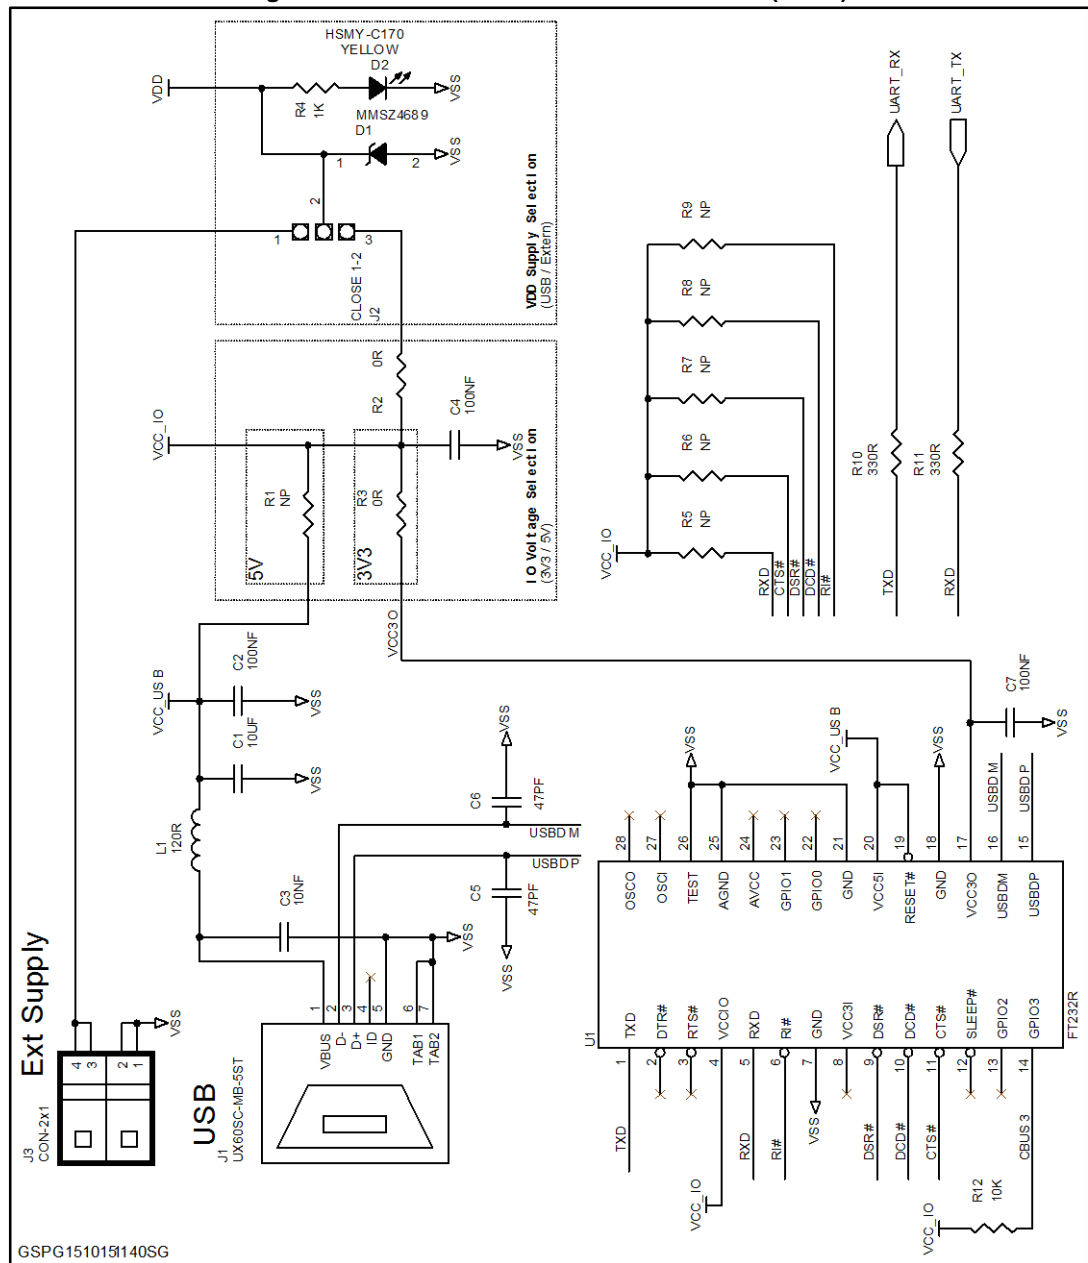 HSMY-C170
YELLOW
D2
VDD
R4
1K
VSS
MMSZ4689
D1
1
2
VSS
2
1
3
CLOSE 1-2
J2
VDD Supply Selection
(USB / Extern)
UART_RX
UART_TX
R9
NP
R8
NP
R7
NP
R6
NP
R5
NP
VCC_IO
R10
330R
R11
330R
RXD
CTS#
DSR#
DCD#
RI#
TXD
RXD
0R
R2
C4
100NF
VSS
VCC_IO
R1
NP
5V
R3
0R
3V3
IO Voltage Selection
(3V3 / 5V)
VCC3O
VCC_USB
C2
100NF
VSS
C1
10UF
VSS
L1
120R
C3
10NF
VSS
VSS
C6
47PF
USBDM
USBDP
C5
47PF
VSS
C7
100NF
VSS
VCC_USB
VSS
VSS
USBDM
USBDP
28
27
26
25
24
23
22
21
20
19
18
17
16
15
OSCO
OSCI
TEST
AGND
AVCC
GPIO1
GPIO0
GND
VCC5I
RESET#
GND
VCC3O
USBDM
USBDP
U1
FT232R
TXD
DTR#
RTS#
VCCIO
RXD
RI#
GND
VCC3I
DSR#
DCD#
CTS#
SLEEP#
GPIO2
GPIO3
1
2
3
4
5
6
7
8
9
10
11
12
13
14
TXD
VCC_IO
RXD
RI#
VSS
DSR#
DCD#
CTS#
CBUS3
R12
10K
VCC_IO
Ext Supply
4
3
2
1
VSS
J3
CON-2x1
USB
J1
UX60SC-MB-5ST
1
2
3
4
5
6
7
VBUS
D-
D+
ID
GND
TAB1
TAB2
GSPG1510151140SG